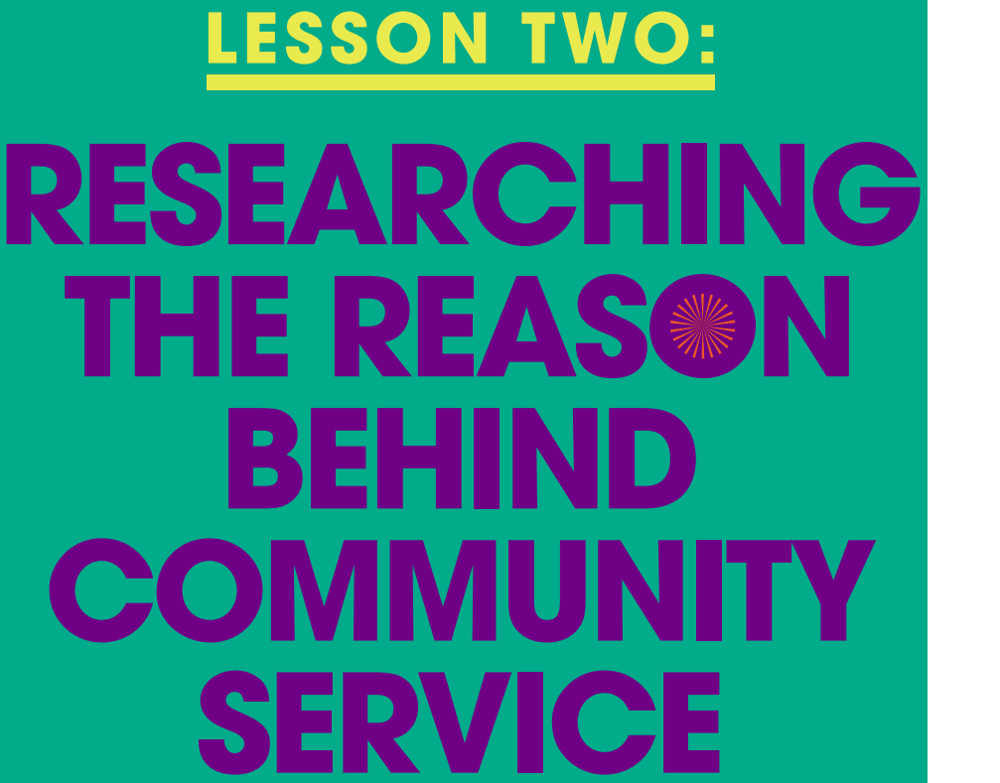 LESSON TWO:
RESEARCHING
THE REASON
BEHIND
COMMUNITY
SERVICE